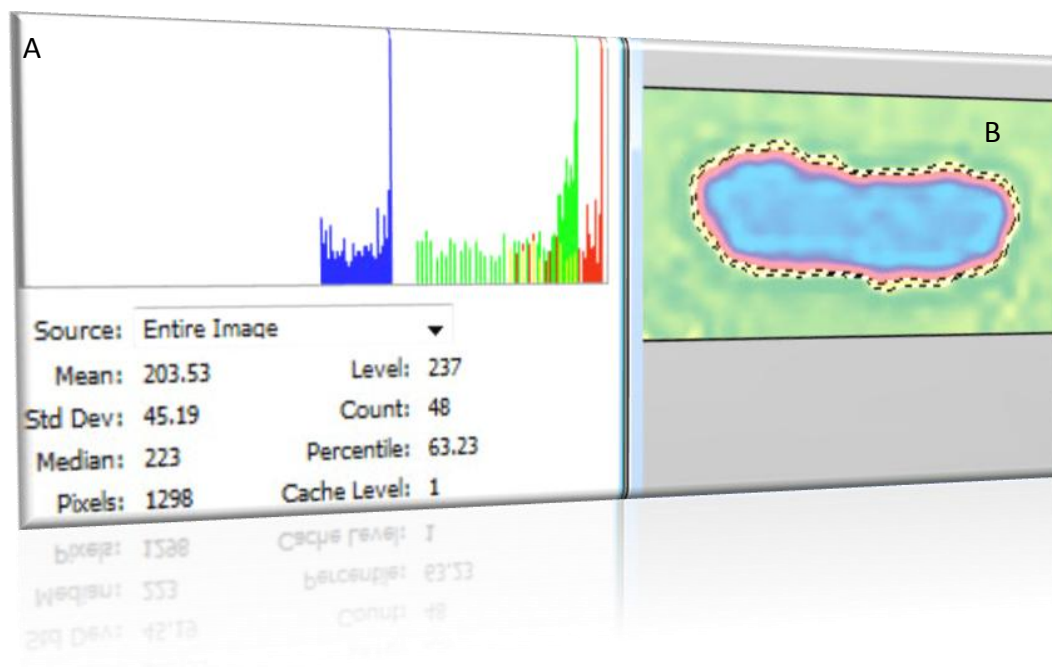 A
B
Source: Entire Image
Mean: 203.53 Level: 237
Std Dev: 45.19 Count: 48
Median: 223 Percentile: 63.23
Pixels: 1298 Cache Level: 1